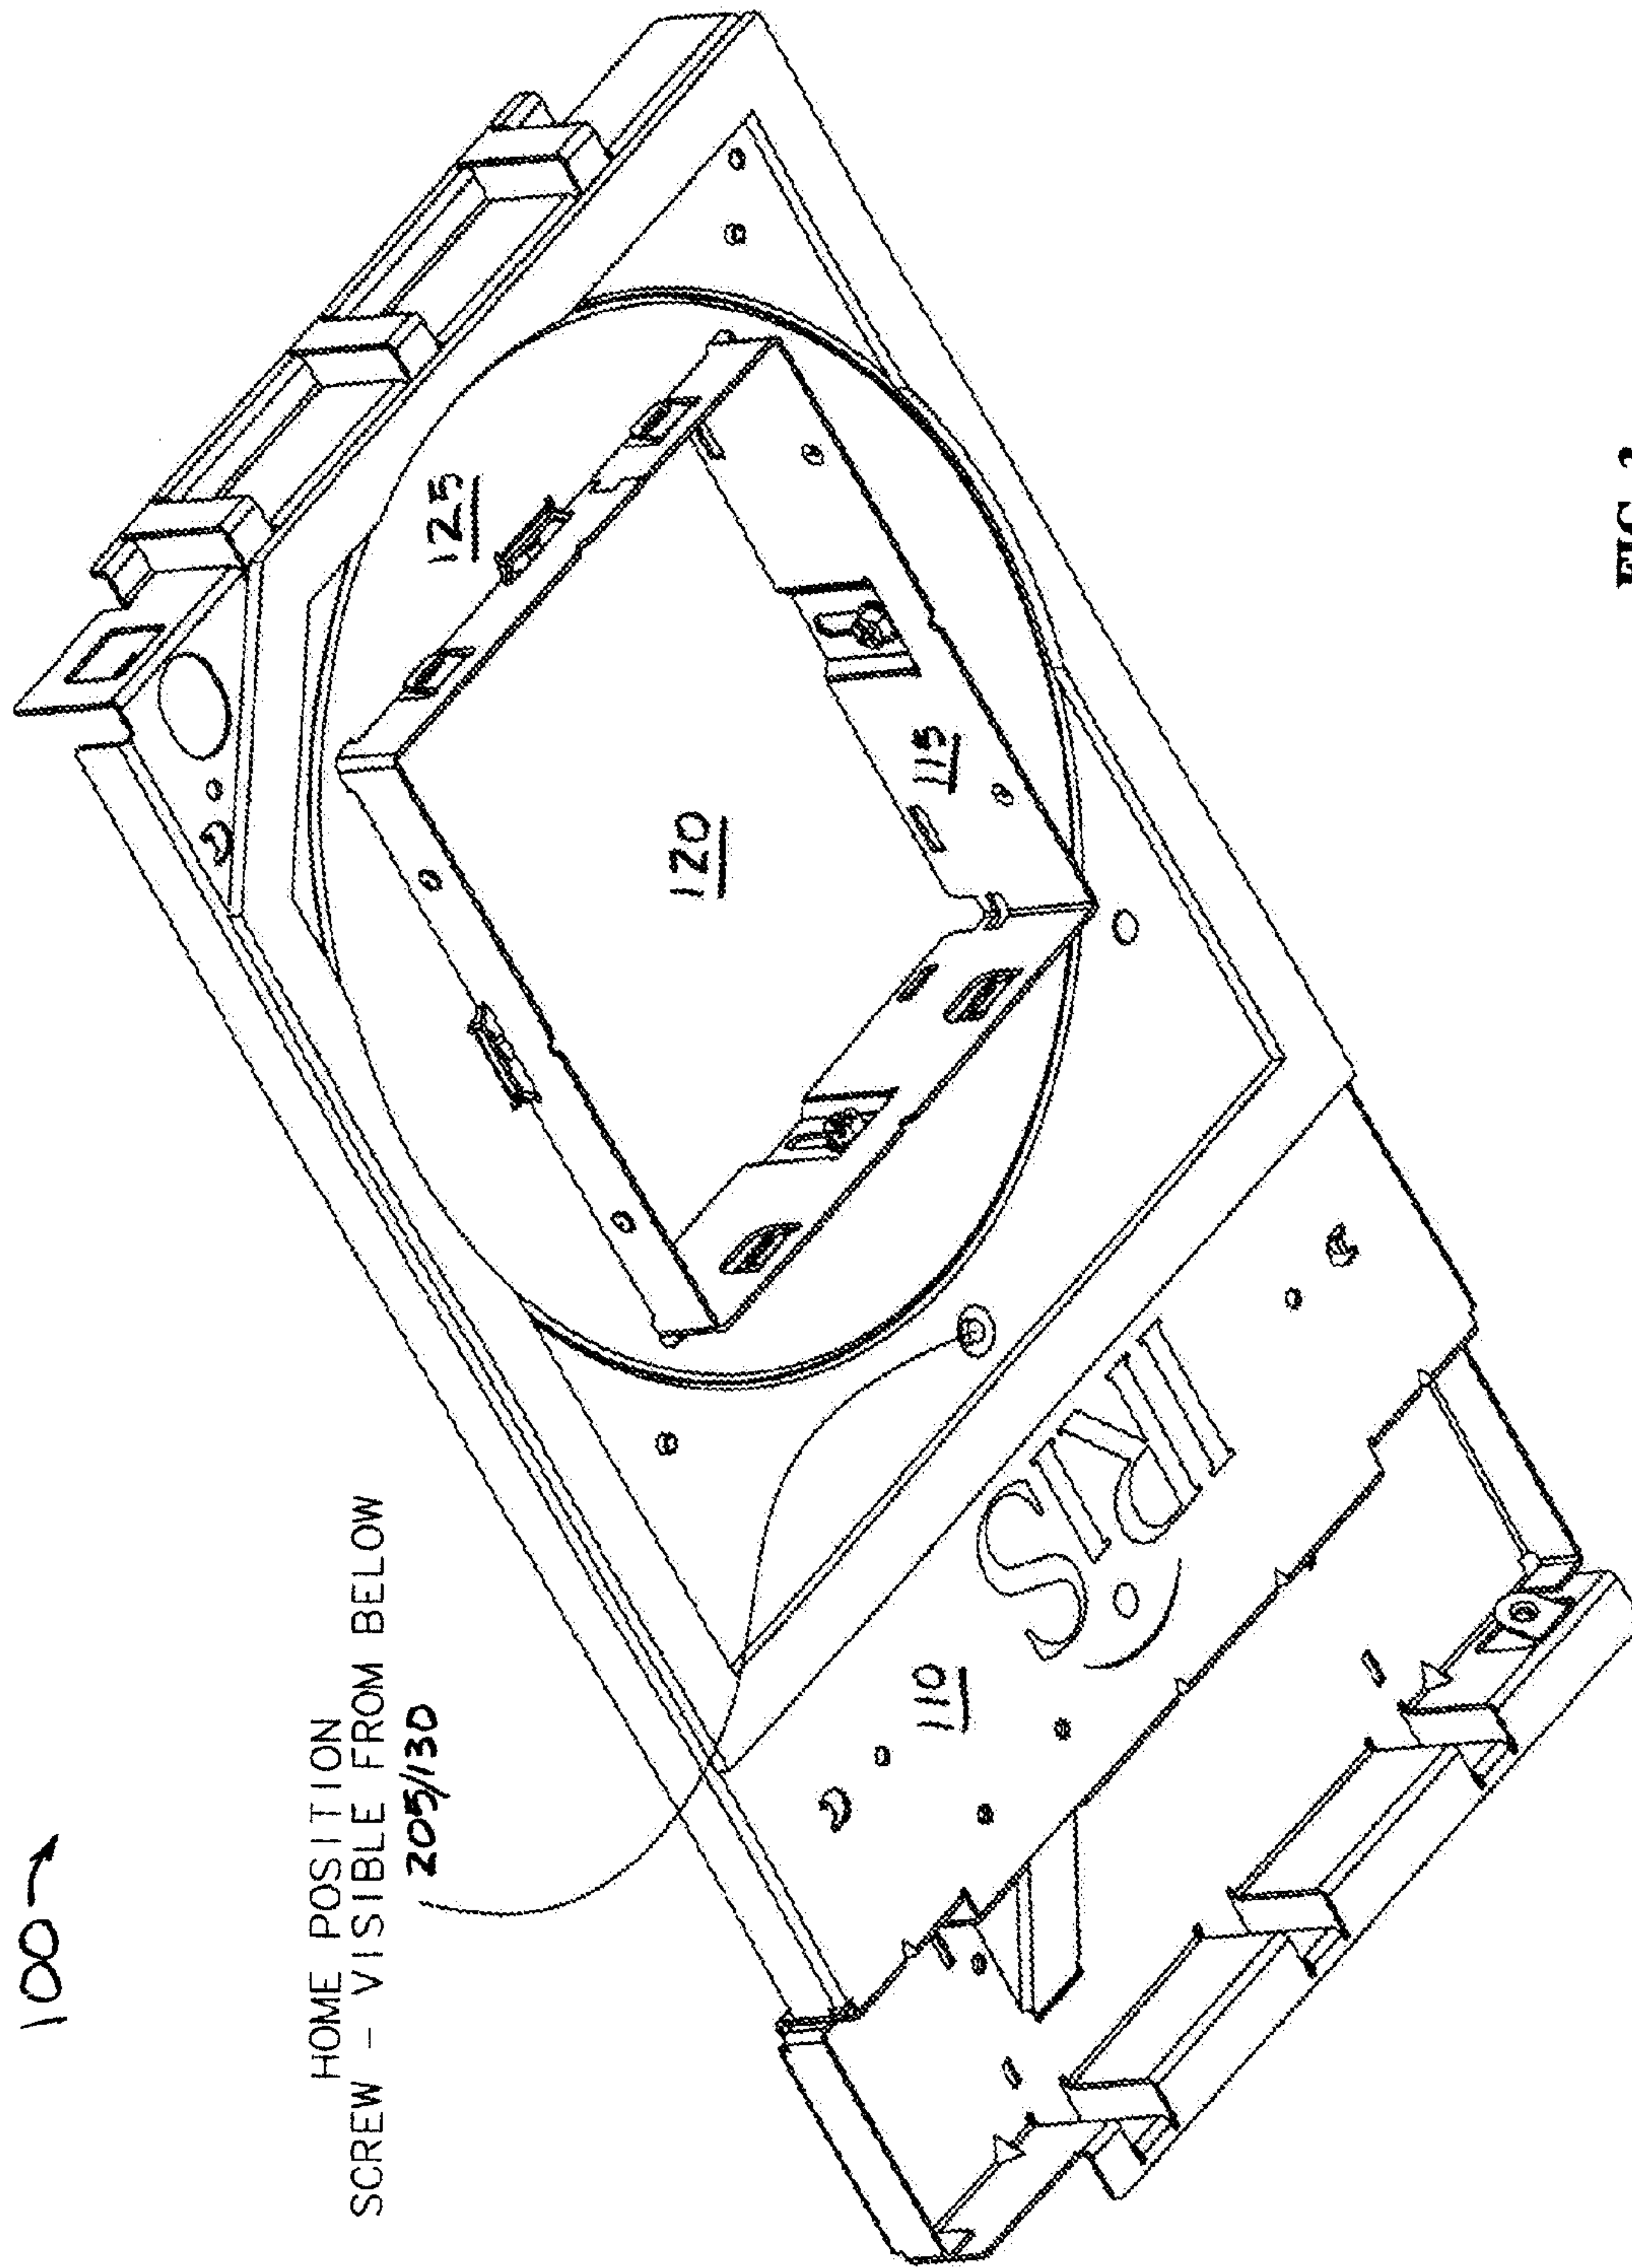 100
HOME POSITION
SCREW - VISIBLE FROM BELOW
205/130
125
120
115
110
IRIS